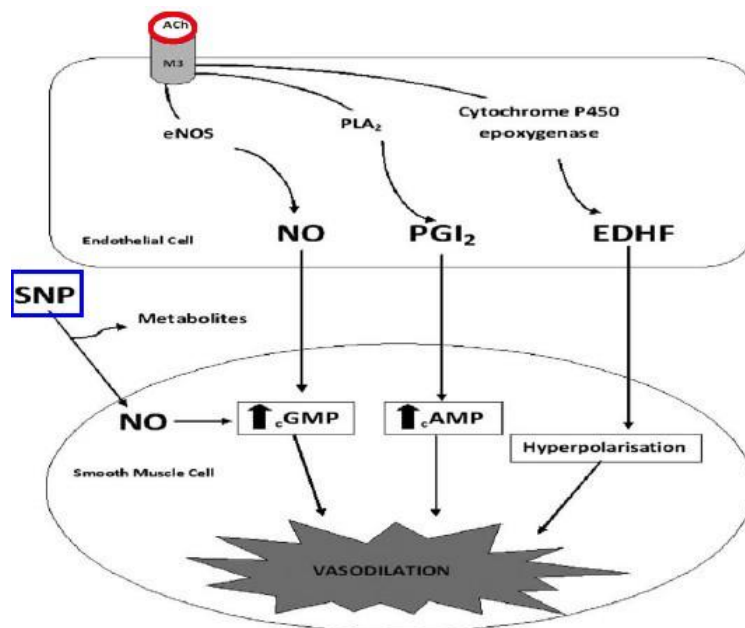 ACh
M3
eNOS
PLA₂
Cytochrome P450
epoxygenase
NO
PGI₂
EDHF
Endothelial Cell
SNP
Metabolites
NO
cGMP
cAMP
Hyperpolarisation
Smooth Muscle Cell
VASODILATION